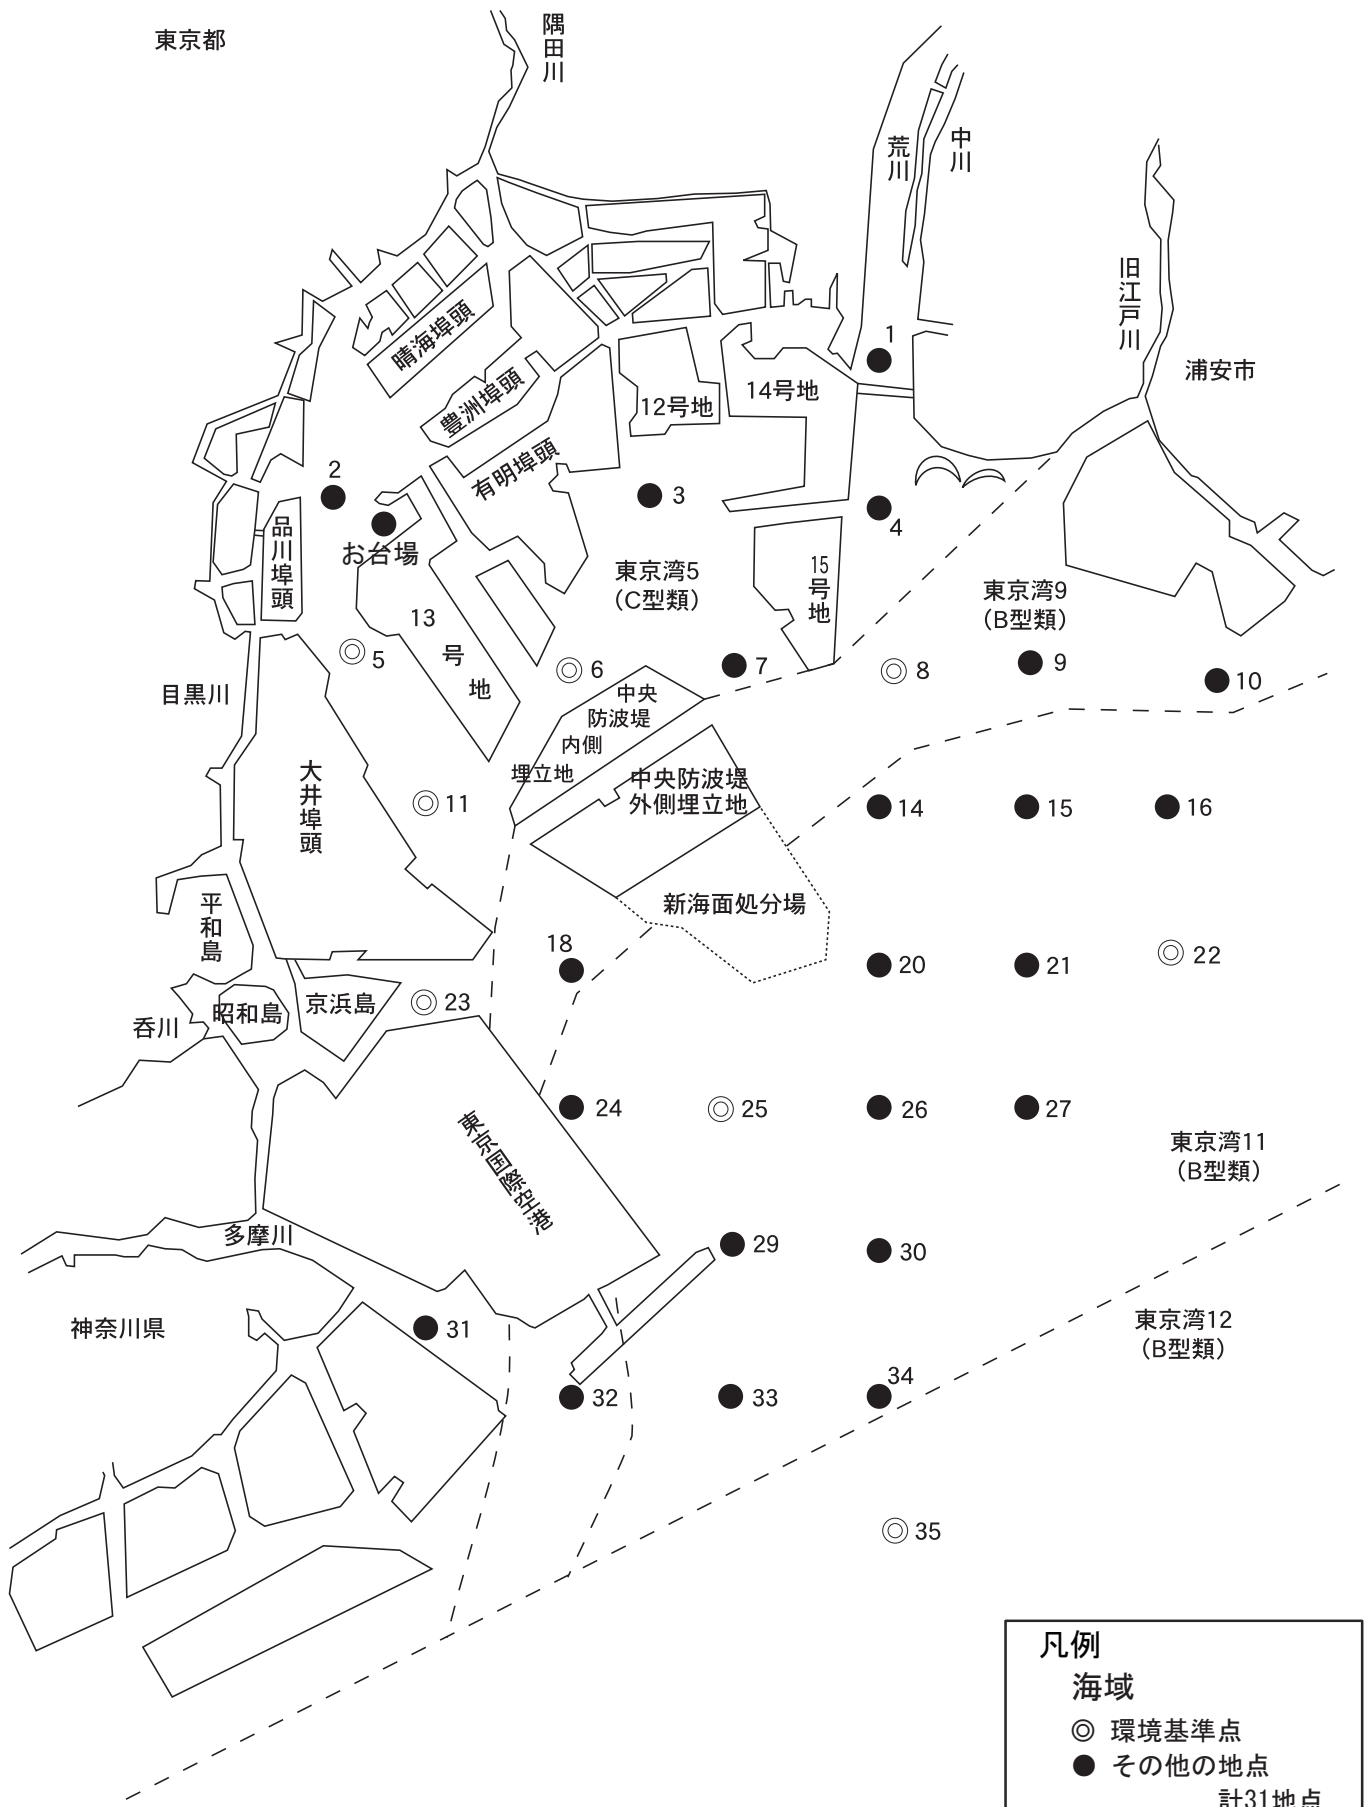 東京都
隅田川
荒川
中川
旧江戸川
浦安市
1
晴海埠頭
豊洲埠頭
有明埠頭
12号地
14号地
2
お台場
3
4
品川埠頭
13号地
東京湾5
（C型類）
15号地
東京湾9
（B型類）
5
6
7
8
9
10
目黒川
中央
防波堤
内側
埋立地
中央防波堤
外側埋立地
大井埠頭
11
14
15
16
新海面処分場
平和島
18
20
21
22
昭和島
京浜島
23
呑川
24
25
26
27
東京国際空港
東京湾11
（B型類）
多摩川
29
30
神奈川県
31
東京湾12
（B型類）
32
33
34
35
凡例
海域
◎ 環境基準点
● その他の地点
計31地点